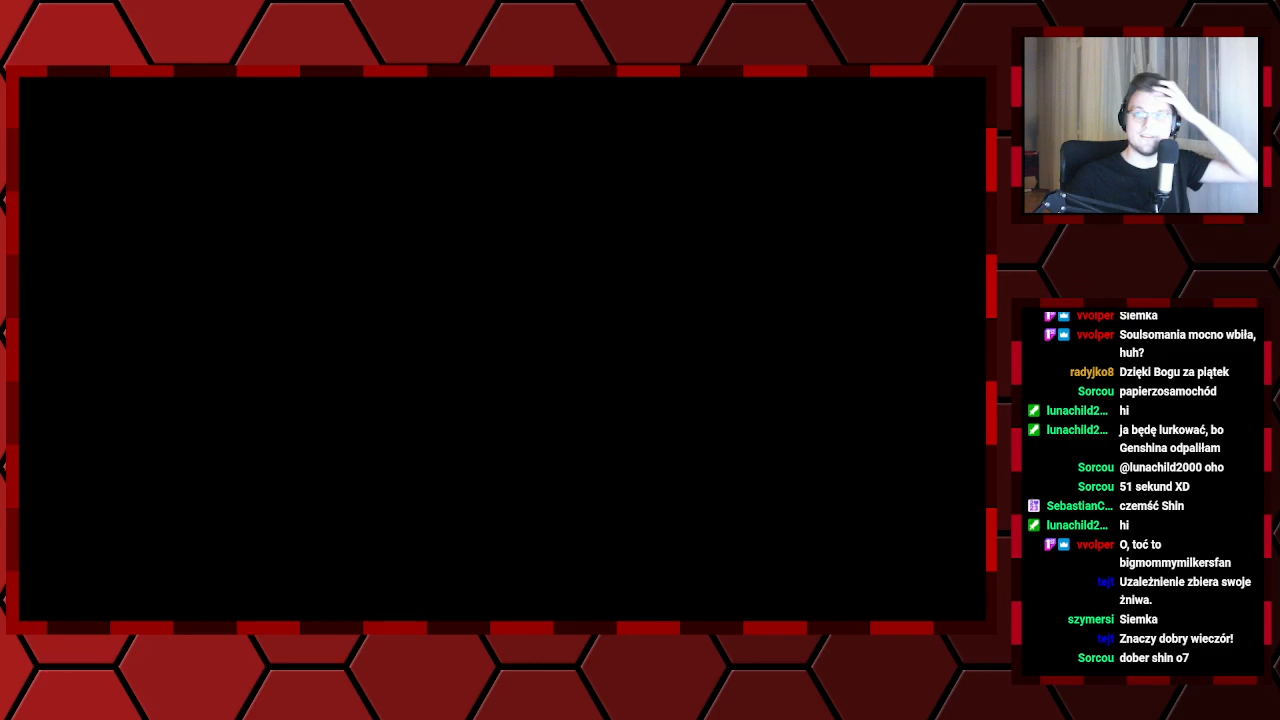 vvolper Siemka
vvolper Soulsomania mocno wbiła,
huh?
radyjko8 Dzięki Bogu za piątek
Sorcou papierzosamochód
lunachild2... hi
lunachild2... ja będę lurkować, bo
Genshina odpaliłam
Sorcou @lunachild2000 oho
Sorcou 51 sekund XD
SebastianC... czemść Shin
lunachild2... hi
vvolper O, toć to
bigmommymilkersfan
Uzależnienie zbiera swoje
żniwa.
szymersi Siemka
Znaczy dobry wieczór!
Sorcou dober shin o7